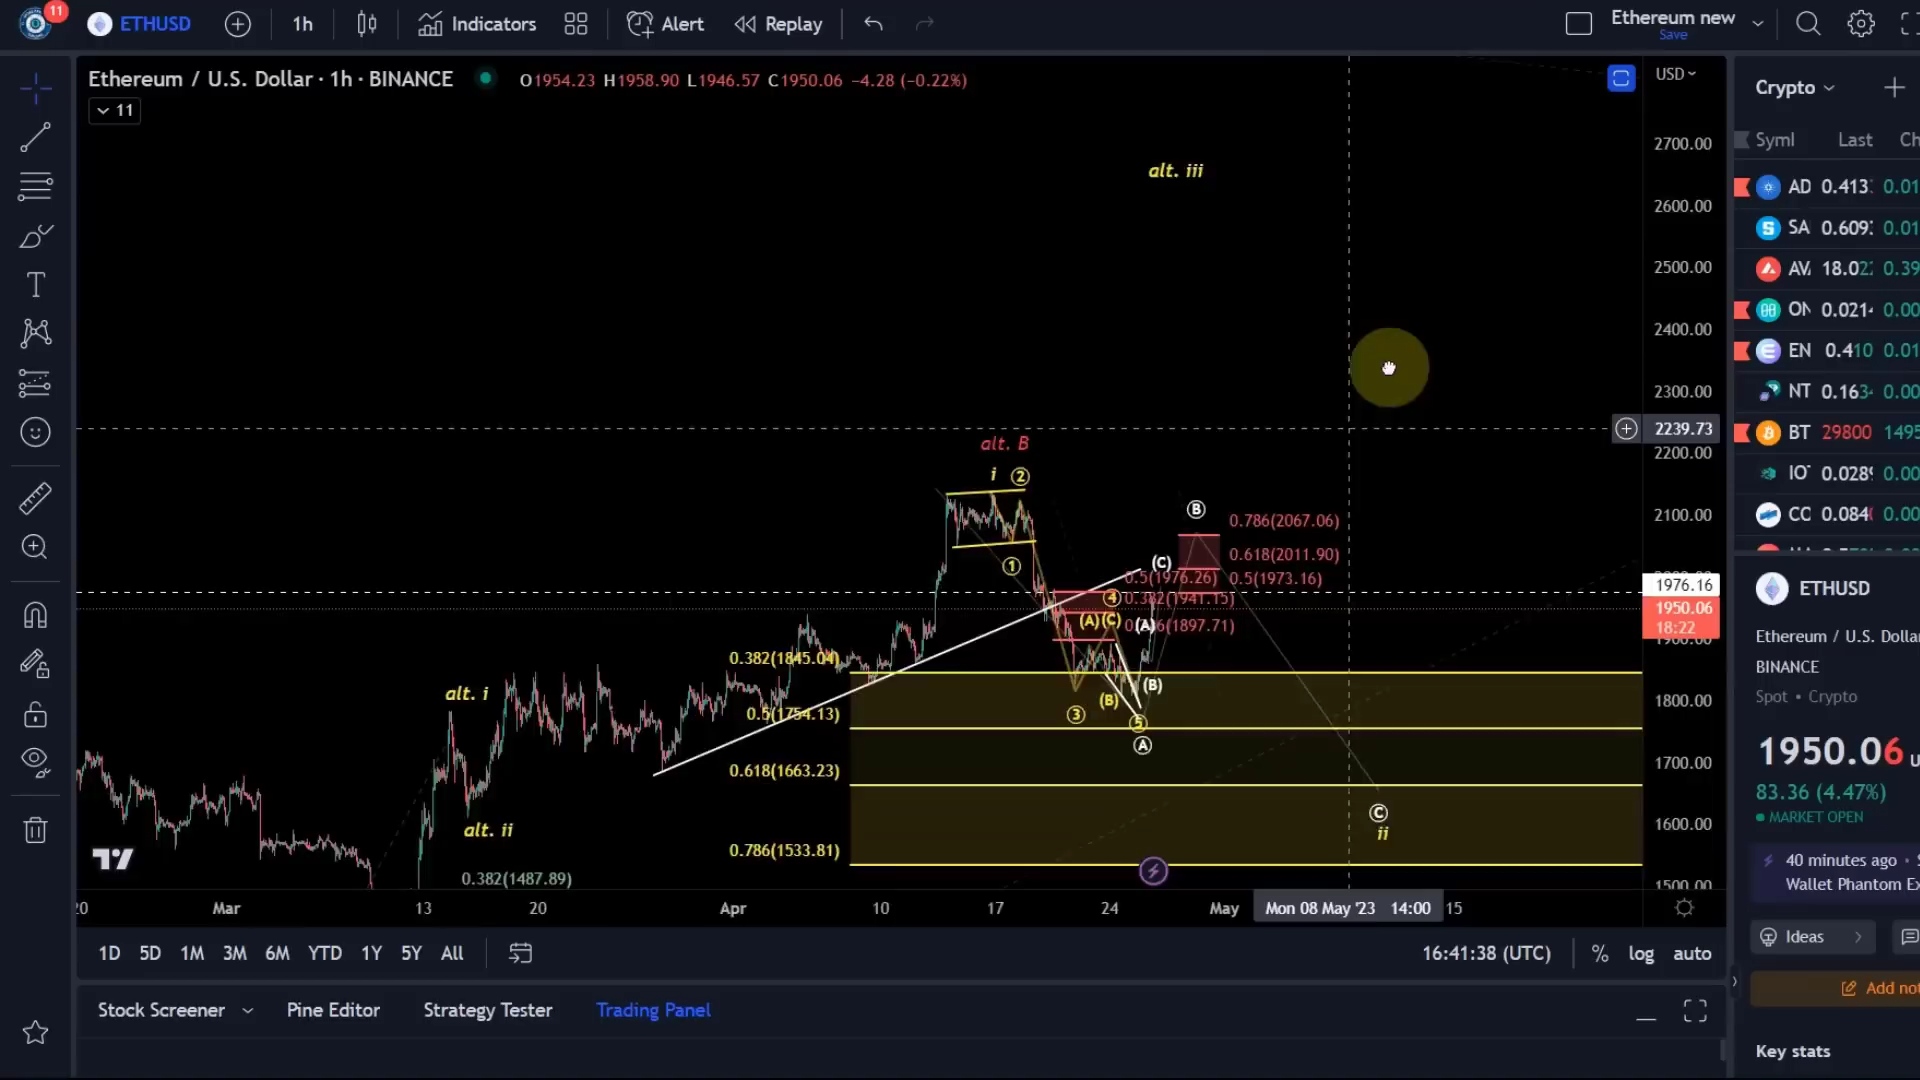 11
ETHUSD
1h
Indicators
Alert
Replay
Ethereum new
Save
Ethereum / U.S. Dollar · 1h · BINANCE
O1954.23 H1958.90 L1946.57 C1950.06 −4.28 (−0.22%)
11
USD
2700.00
2600.00
2500.00
2400.00
2300.00
2239.73
2200.00
2100.00
1976.16
1950.06
18:22
1800.00
1700.00
1600.00
1500.00
alt. iii
alt. B
i ②
①
Ⓑ
0.786(2067.06)
0.618(2011.90)
(C)
0.5(1976.26)
0.5(1973.16)
④
0.382(1941.15)
(A)(C)
(A)
0.382(1845.04)
alt. i
(B)
(B)
0.5(1754.13)
③
⑤
Ⓐ
0.618(1663.23)
alt. ii
Ⓒ
ii
0.786(1533.81)
0.382(1487.89)
Mar
13
20
Apr
10
17
24
May
Mon 08 May '23 14:00
15
1D 5D 1M 3M 6M YTD 1Y 5Y All
16:41:38 (UTC)
% log auto
Stock Screener
Pine Editor
Strategy Tester
Trading Panel
Crypto
Syml Last Ch
AD 0.413 0.01
SA 0.609 0.01
AV 18.02 0.39
ON 0.021 0.00
EN 0.410 0.01
NT 0.163 0.00
BT 29800 1495
IO 0.028 0.00
CC 0.084 0.00
ETHUSD
Ethereum / U.S. Dolla
BINANCE
Spot • Crypto
1950.06
83.36 (4.47%)
MARKET OPEN
40 minutes ago ·
Wallet Phantom Ex
Ideas
Add not
Key stats